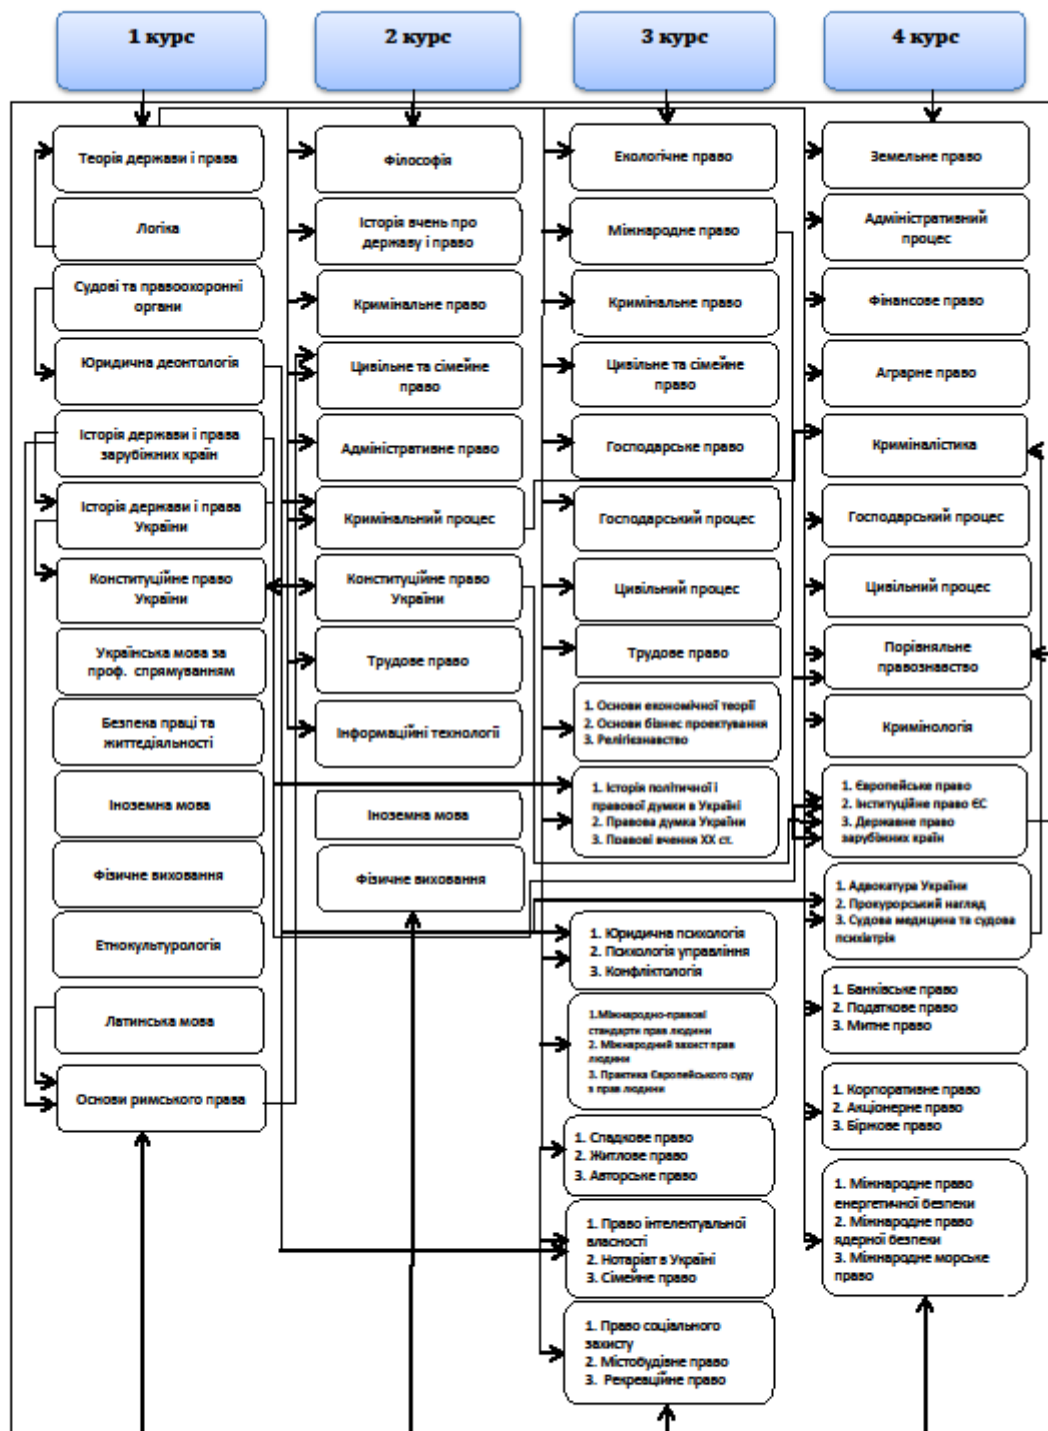 1 курс
2 курс
3 курс
4 курс
Теорія держави і права
Логіка
Судові та правоохоронні
органи
Юридична деонтологія
Історія держави і права
зарубіжних країн
Історія держави і права
України
Конституційне право
України
Українська мова за
проф. спрямуванням
Безпека праці та
життєдіяльності
Іноземна мова
Фізичне виховання
Етнокультурологія
Латинська мова
Основи римського права
Філософія
Історія вчень про
державу і право
Кримінальне право
Цивільне та сімейне
право
Адміністративне право
Кримінальний процес
Конституційне право
України
Трудове право
Інформаційні технології
Іноземна мова
Фізичне виховання
Екологічне право
Міжнародне право
Кримінальне право
Цивільне та сімейне
право
Господарське право
Господарський процес
Цивільний процес
Трудове право
1. Основи економічної теорії
2. Основи бізнес проектування
3. Релігієзнавство
1. Історія політичної і
правової думки в Україні
2. Правова думка України
3. Правові вчення ХХ ст.
1. Юридична психологія
2. Психологія управління
3. Конфліктологія
1.Міжнародно-правові
стандарти прав людини
2. Міжнародний захист прав
людини
3. Практика Європейського суду
з прав людини
1. Спадкове право
2. Житлове право
3. Авторське право
1. Право інтелектуальної
власності
2. Нотаріат в Україні
3. Сімейне право
1. Право соціального
захисту
2. Містобудівне право
3. Рекреаційне право
Земельне право
Адміністративний
процес
Фінансове право
Аграрне право
Криміналістика
Господарський процес
Цивільний процес
Порівняльне
правознавство
Кримінологія
1. Європейське право
2. Інституційне право ЄС
3. Державне право
зарубіжних країн
1. Адвокатура України
2. Прокурорський нагляд
3. Судова медицина та судова
психіатрія
1. Банківське право
2. Податкове право
3. Митне право
1. Корпоративне право
2. Акціонерне право
3. Біржове право
1. Міжнародне право
енергетичної безпеки
2. Міжнародне право
ядерної безпеки
3. Міжнародне морське
право